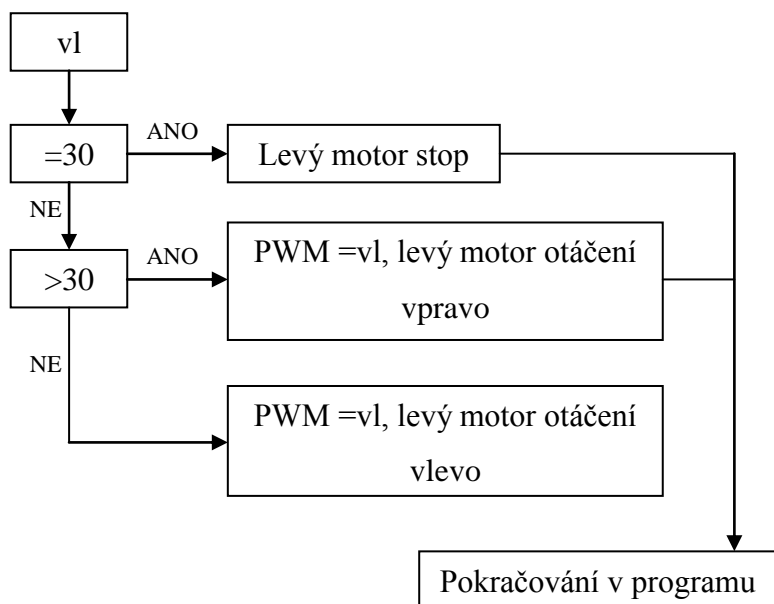 vl
=30
ANO
Levý motor stop
NE
>30
ANO
PWM =vl, levý motor otáčení
vpravo
NE
PWM =vl, levý motor otáčení
vlevo
Pokračování v programu